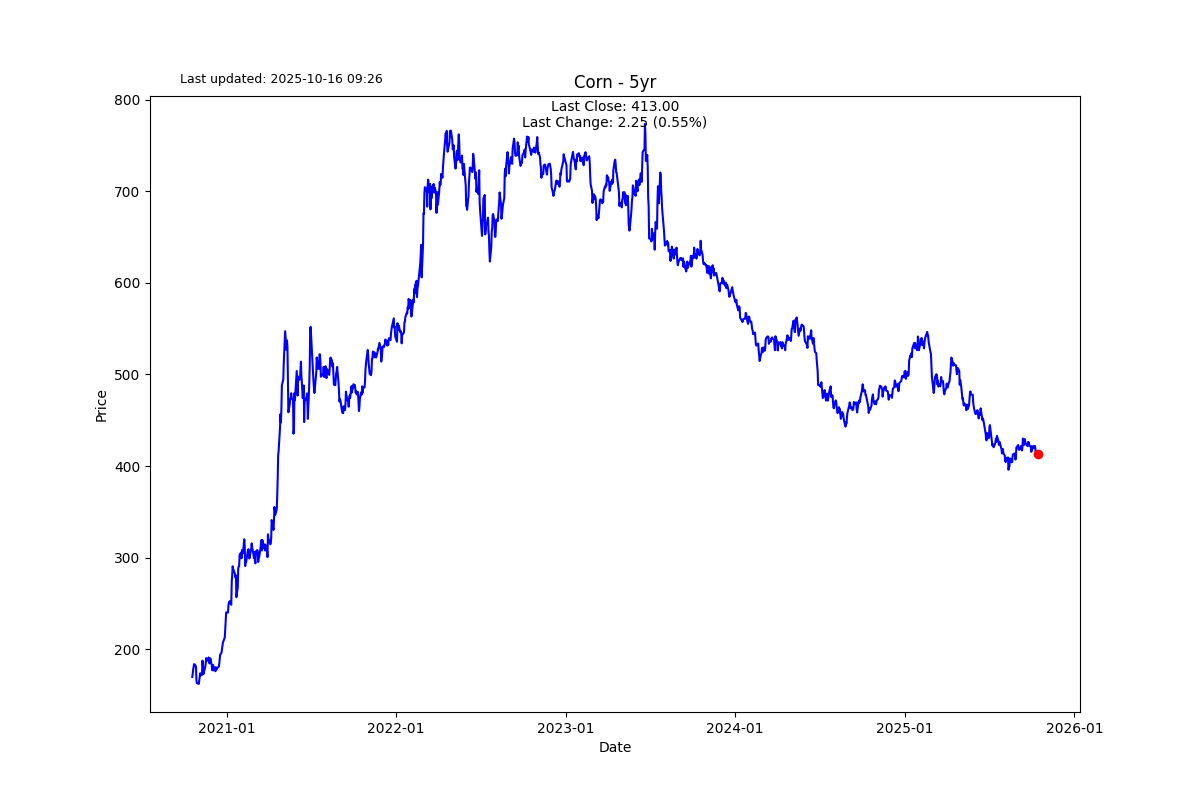 Last updated: 2025-10-16 09:26
Corn - 5yr
Last Close: 413.00
Last Change: 2.25 (0.55%)
Price
800
700
600
500
400
300
200
2021-01
2022-01
2023-01
2024-01
2025-01
2026-01
Date